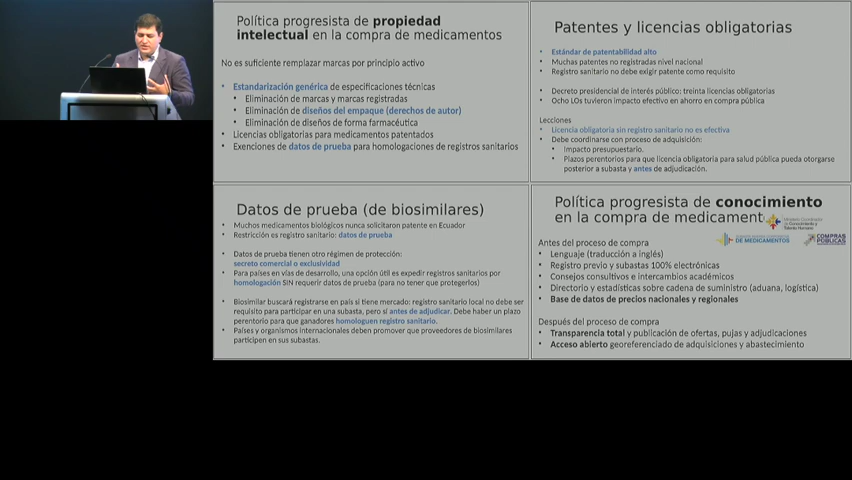 Política progresista de propiedad
intelectual en la compra de medicamentos
No es suficiente remplazar marcas por principio activo
• Estandarización genérica de especificaciones técnicas
• Eliminación de marcas y marcas registradas
• Eliminación de diseños del empaque (derechos de autor)
• Eliminación de diseños de forma farmacéutica
• Licencias obligatorias para medicamentos patentados
• Exenciones de datos de prueba para homologaciones de registros sanitarios
Patentes y licencias obligatorias
• Estándar de patentabilidad alto
• Muchas patentes no registradas nivel nacional
• Registro sanitario no debe exigir patente como requisito
• Decreto presidencial de interés público: treinta licencias obligatorias
• Ocho LOs tuvieron impacto efectivo en ahorro en compra pública
Lecciones
• Licencia obligatoria sin registro sanitario no es efectiva
• Debe coordinarse con proceso de adquisición:
• Impacto presupuestario.
• Plazos perentorios para que licencia obligatoria para salud pública pueda otorgarse
posterior a subasta y antes de adjudicación.
Datos de prueba (de biosimilares)
• Muchos medicamentos biológicos nunca solicitaron patente en Ecuador
• Restricción es registro sanitario: datos de prueba
• Datos de prueba tienen otro régimen de protección:
secreto comercial o exclusividad
• Para países en vías de desarrollo, una opción útil es expedir registros sanitarios por
homologación SIN requerir datos de prueba (para no tener que protegerlos)
• Biosimilar buscará registrarse en país si tiene mercado: registro sanitario local no debe ser
requisito para participar en una subasta, pero sí antes de adjudicar. Debe haber un plazo
perentorio para que ganadores homologuen registro sanitario.
• Países y organismos internacionales deben promover que proveedores de biosimilares
participen en sus subastas.
Política progresista de conocimiento
en la compra de medicament
DE MEDICAMENTOS
COMPRAS
PÚBLICAS
Antes del proceso de compra
• Lenguaje (traducción a inglés)
• Registro previo y subastas 100% electrónicas
• Consejos consultivos e intercambios académicos
• Directorio y estadísticas sobre cadena de suministro (aduana, logística)
• Base de datos de precios nacionales y regionales
Después del proceso de compra
• Transparencia total y publicación de ofertas, pujas y adjudicaciones
• Acceso abierto georeferenciado de adquisiciones y abastecimiento